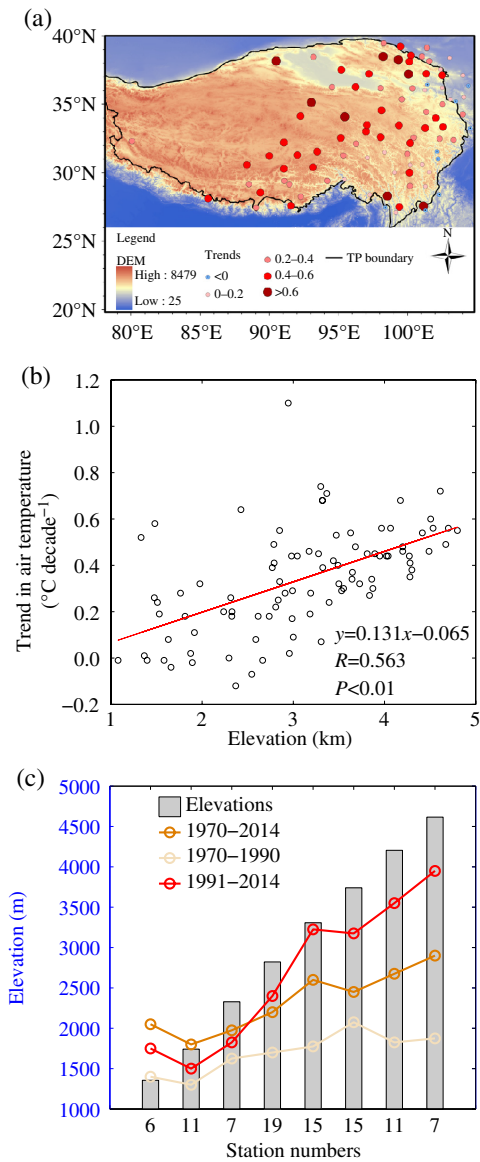 (a)
40°N
35°N
30°N
25°N
20°N
Legend
DEM
High : 8479
Low : 25
Trends
<0
0–0.2
0.2–0.4
0.4–0.6
>0.6
TP boundary
N
80°E 85°E 90°E 95°E 100°E
(b)
Trend in air temperature
(°C decade⁻¹)
1.2
1.0
0.8
0.6
0.4
0.2
0.0
−0.2
y=0.131x−0.065
R=0.563
P<0.01
1 2 3 4 5
Elevation (km)
(c)
Elevation (m)
5000
4500
4000
3500
3000
2500
2000
1500
1000
Elevations
1970−2014
1970−1990
1991−2014
6 11 7 19 15 15 11 7
Station numbers